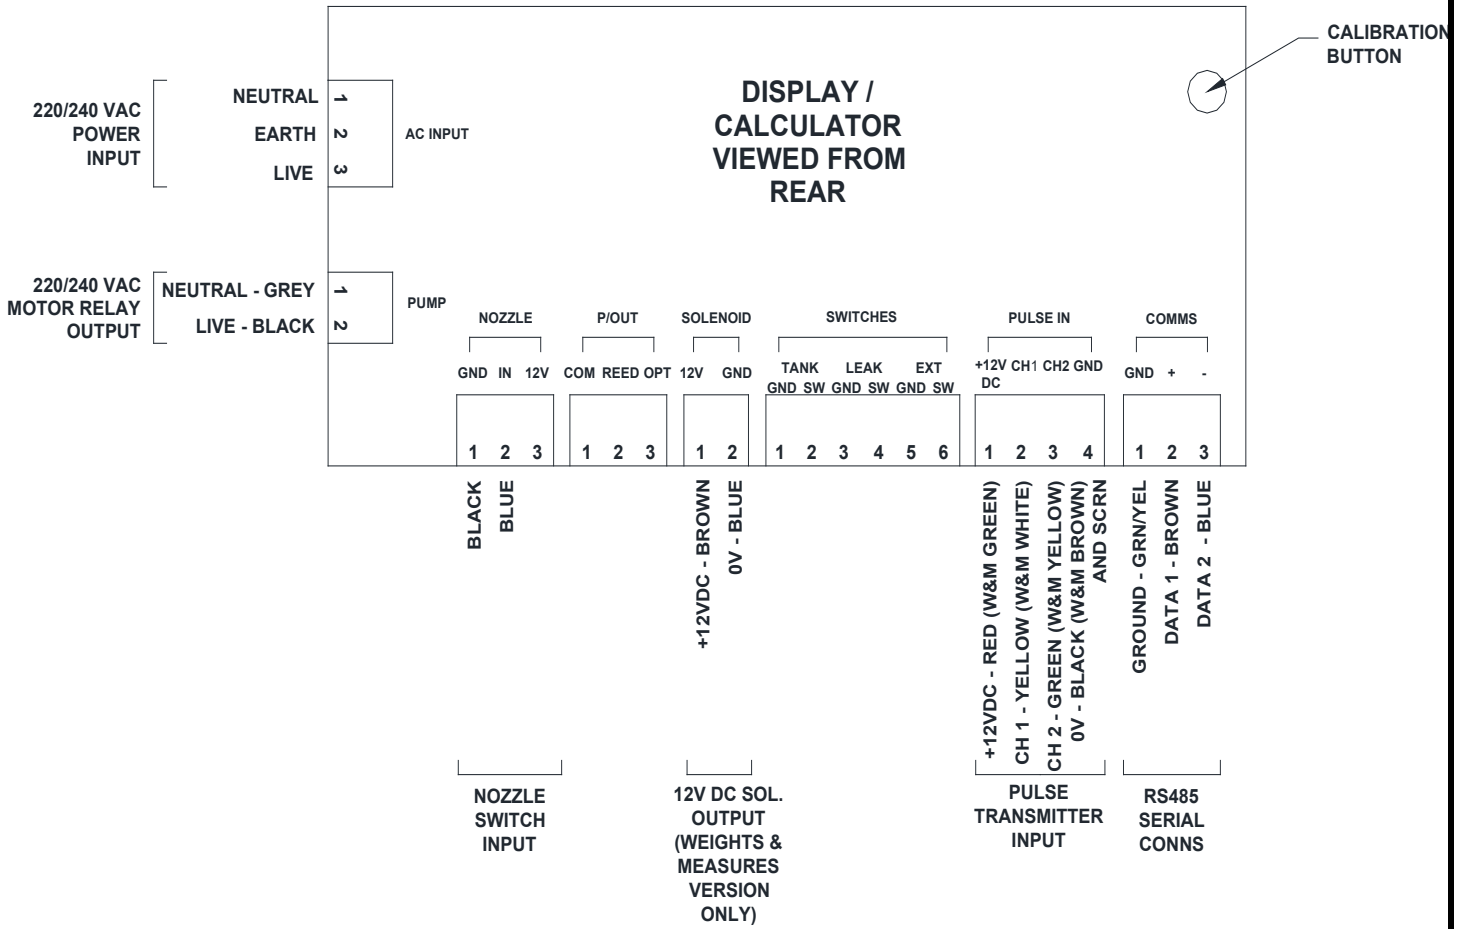 CALIBRATION
BUTTON
DISPLAY /
CALCULATOR
VIEWED FROM
REAR
220/240 VAC
POWER
INPUT
NEUTRAL 1
EARTH 2
LIVE 3
AC INPUT
220/240 VAC
MOTOR RELAY
OUTPUT
NEUTRAL - GREY 1
LIVE - BLACK 2
PUMP
NOZZLE
GND IN 12V
1 2 3
BLACK
BLUE
NOZZLE
SWITCH
INPUT
P/OUT
COM REED OPT
1 2 3
SOLENOID
12V GND
1 2
+12VDC - BROWN
0V - BLUE
12V DC SOL.
OUTPUT
(WEIGHTS &
MEASURES
VERSION
ONLY)
SWITCHES
TANK LEAK EXT
GND SW GND SW GND SW
1 2 3 4 5 6
PULSE IN
+12V CH1 CH2 GND
DC
1 2 3 4
+12VDC - RED (W&M GREEN)
CH 1 - YELLOW (W&M WHITE)
CH 2 - GREEN (W&M YELLOW)
0V - BLACK (W&M BROWN)
AND SCRN
PULSE
TRANSMITTER
INPUT
COMMS
GND + -
1 2 3
GROUND - GRN/YEL
DATA 1 - BROWN
DATA 2 - BLUE
RS485
SERIAL
CONNS